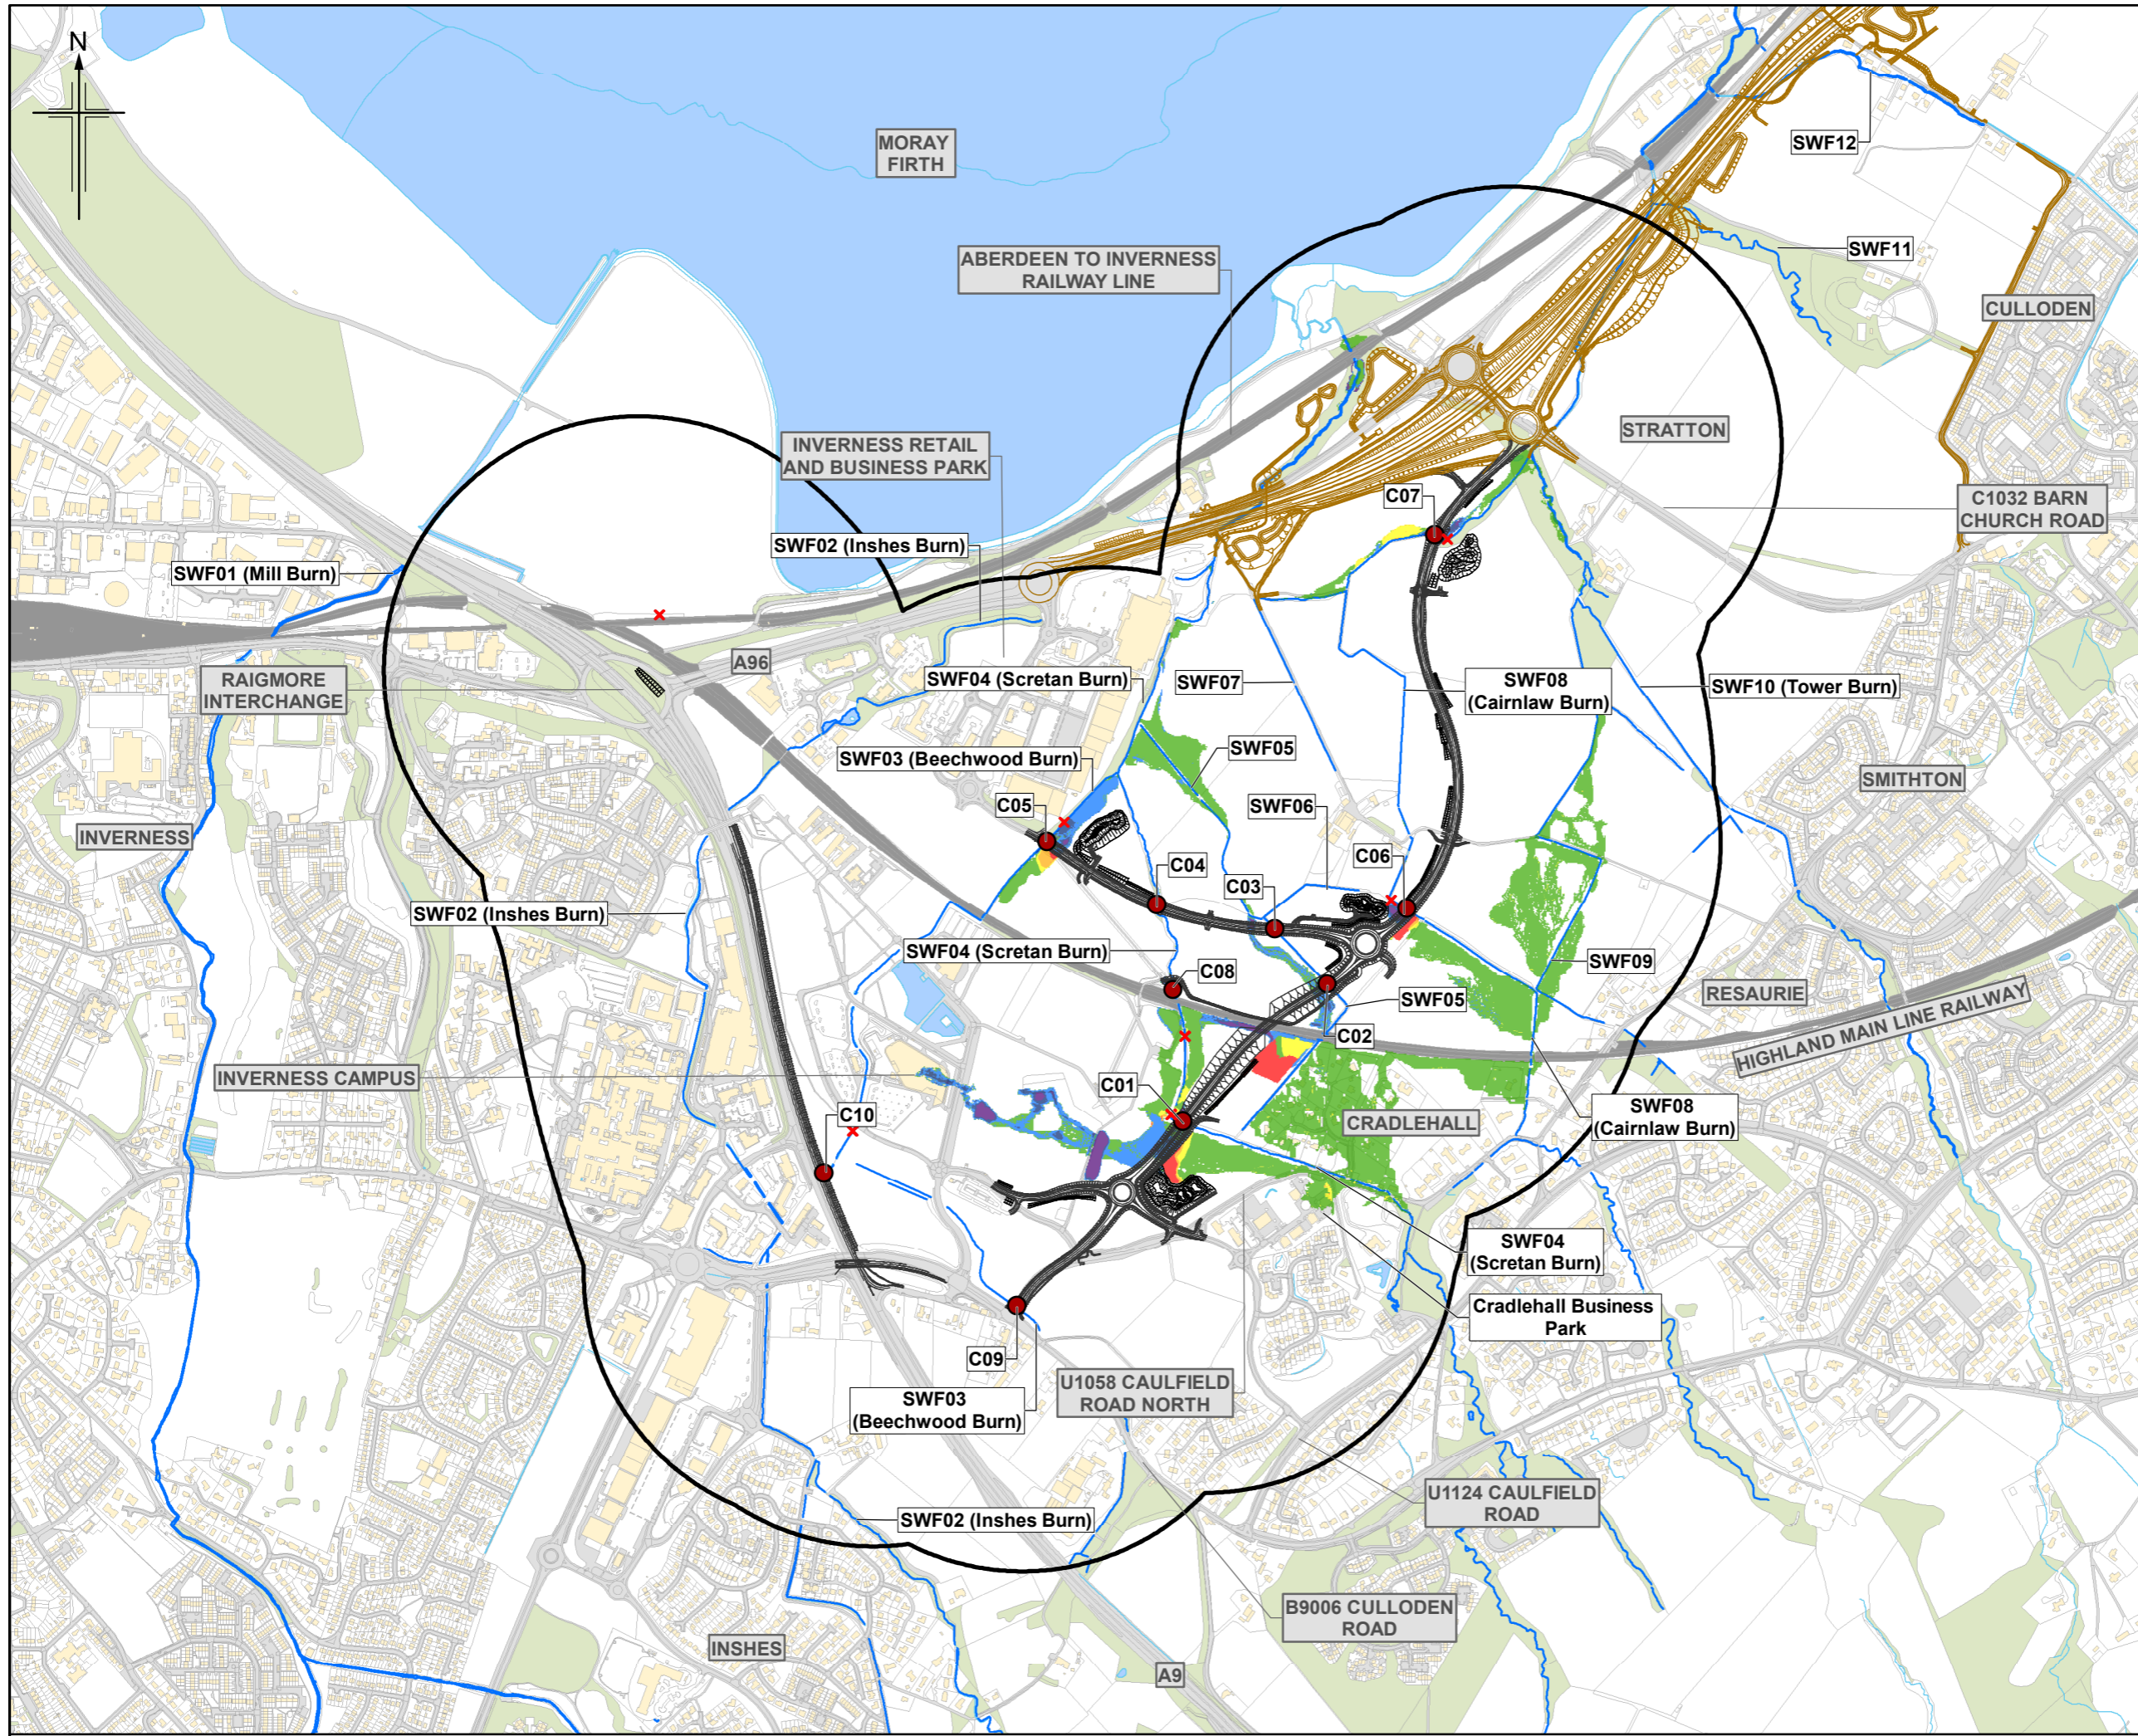 N
SWF12
MORAY
FIRTH
SWF11
ABERDEEN TO INVERNESS
RAILWAY LINE
CULLODEN
STRATTON
INVERNESS RETAIL
AND BUSINESS PARK
C07
C1032 BARN
CHURCH ROAD
SWF02 (Inshes Burn)
SWF01 (Mill Burn)
A96
RAIGMORE
INTERCHANGE
SWF04 (Scretan Burn)
SWF07
SWF08
(Cairnlaw Burn)
SWF10 (Tower Burn)
SWF03 (Beechwood Burn)
SWF05
SMITHTON
C05
SWF06
INVERNESS
C06
C04
C03
SWF02 (Inshes Burn)
SWF04 (Scretan Burn)
SWF09
C08
RESAURIE
SWF05
HIGHLAND MAIN LINE RAILWAY
C02
INVERNESS CAMPUS
C01
C10
CRADLEHALL
SWF08
(Cairnlaw Burn)
SWF04
(Scretan Burn)
Cradlehall Business
Park
C09
U1058 CAULFIELD
ROAD NORTH
SWF03
(Beechwood Burn)
U1124 CAULFIELD
ROAD
SWF02 (Inshes Burn)
B9006 CULLODEN
ROAD
INSHES
A9